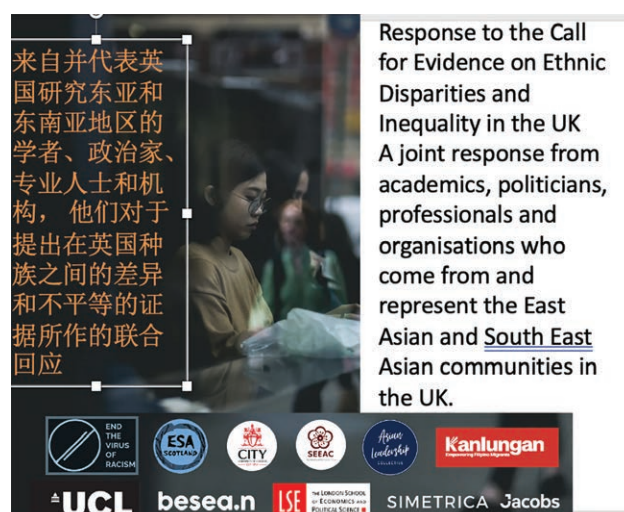 来自并代表英
国研究东亚和
东南亚地区的
学者、政治家、
专业人士和机
构， 他们对于
提出在英国种
族之间的差异
和不平等的证
据所作的联合
回应
Response to the Call
for Evidence on Ethnic
Disparities and
Inequality in the UK
A joint response from
academics, politicians,
professionals and
organisations who
come from and
represent the East
Asian and South East
Asian communities in
the UK.
END
THE
VIRUS
OF
RACISM
ESA
SCOTLAND
CITY
SEEAC
Asian
Leadership
COLLECTIVE
Kanlungan
Empowering Filipino Migrants
UCL
besea.n
LSE
THE LONDON SCHOOL
OF ECONOMICS AND
POLITICAL SCIENCE
SIMETRICA Jacobs